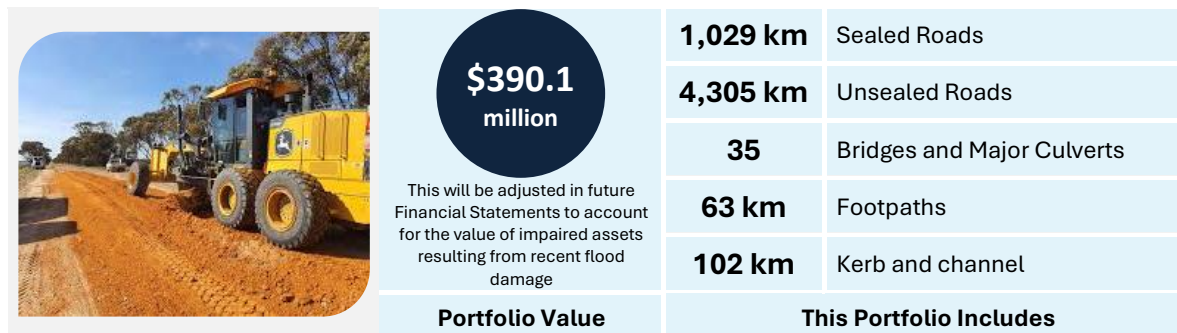 $390.1
million
This will be adjusted in future
Financial Statements to account
for the value of impaired assets
resulting from recent flood
damage
Portfolio Value
1,029 km Sealed Roads
4,305 km Unsealed Roads
35 Bridges and Major Culverts
63 km Footpaths
102 km Kerb and channel
This Portfolio Includes